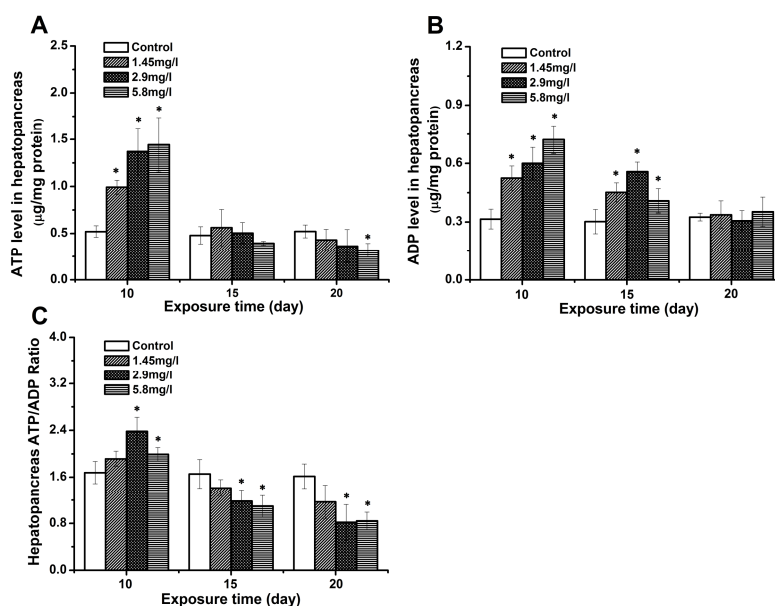 A
ATP level in hepatopancreas
(μg/mg protein)
2.5
2.0
1.5
1.0
0.5
0.0
Control
1.45mg/l
2.9mg/l
5.8mg/l
*
*
*
*
10
15
20
Exposure time (day)
B
ADP level in hepatopancreas
(μg/mg protein)
1.2
0.9
0.6
0.3
0.0
Control
1.45mg/l
2.9mg/l
5.8mg/l
*
*
*
*
*
*
10
15
20
Exposure time (day)
C
Hepatopancreas ATP/ADP Ratio
4.0
3.2
2.4
1.6
0.8
0.0
Control
1.45mg/l
2.9mg/l
5.8mg/l
*
*
*
*
*
*
10
15
20
Exposure time (day)